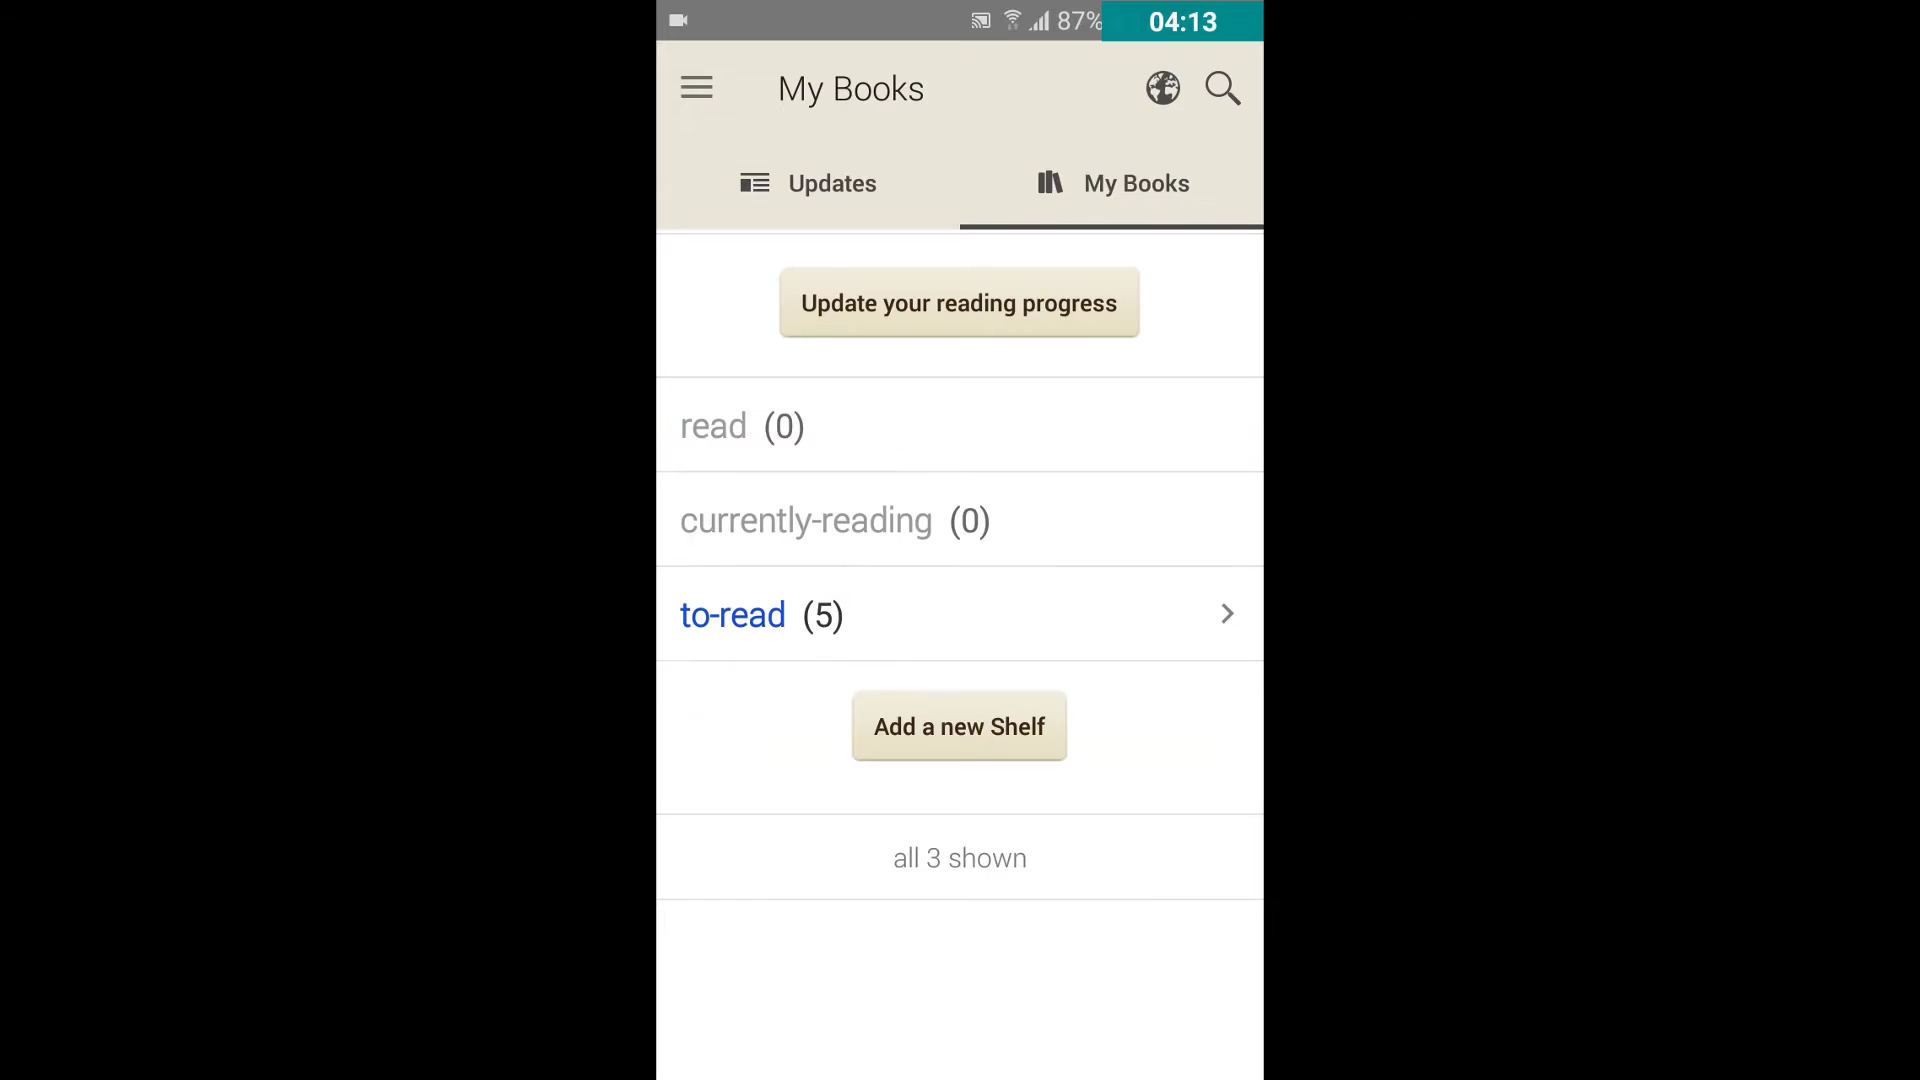 87% 04:13
My Books
Updates My Books
Update your reading progress
read (0)
currently-reading (0)
to-read (5)
Add a new Shelf
all 3 shown